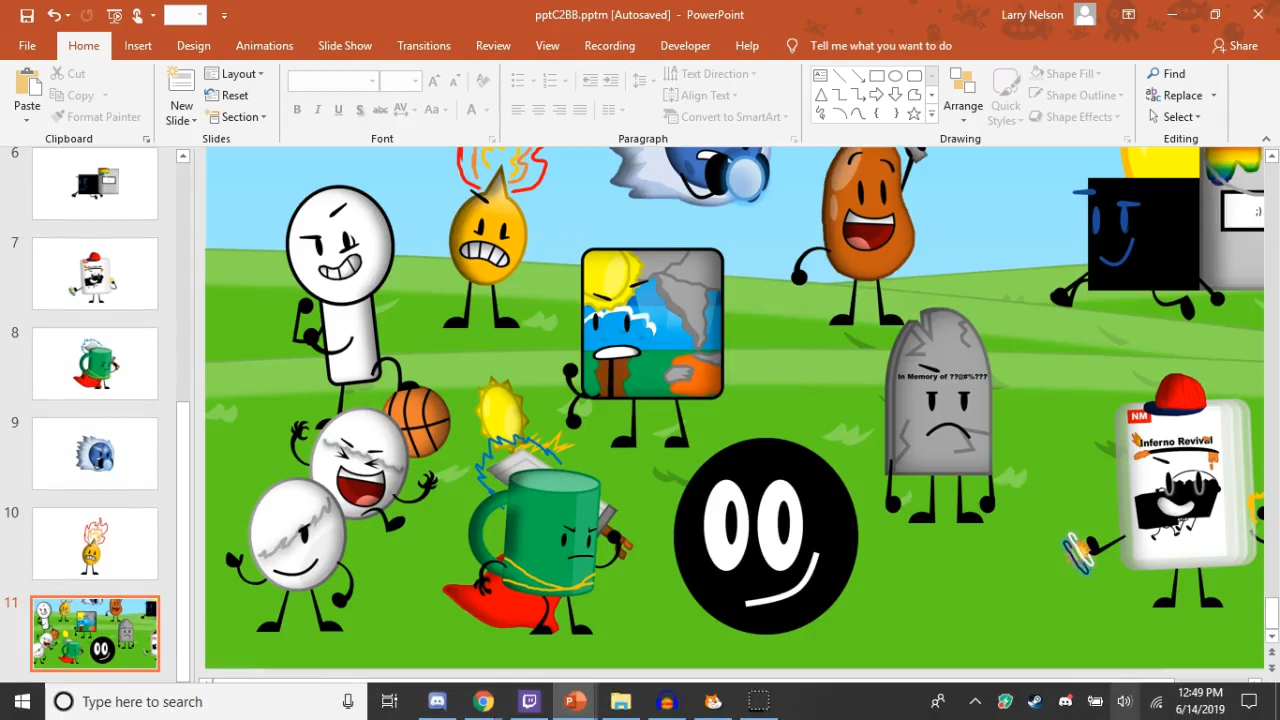 pptC2BB.pptm [Autosaved] - PowerPoint
Larry Nelson
File Home Insert Design Animations Slide Show Transitions Review View Recording Developer Help Tell me what you want to do Share
Paste
Cut
Copy
Format Painter
Clipboard
New Slide
Layout
Reset
Section
Slides
B I U S abc AV Aa A
Font
Text Direction
Align Text
Convert to SmartArt
Paragraph
Arrange
Quick Styles
Shape Fill
Shape Outline
Shape Effects
Drawing
Find
Replace
Select
Editing
6
7
8
9
10
11
;)
In Memory of ??@#%???
NM
Inferno Revival
Type here to search
12:49 PM
6/14/2019